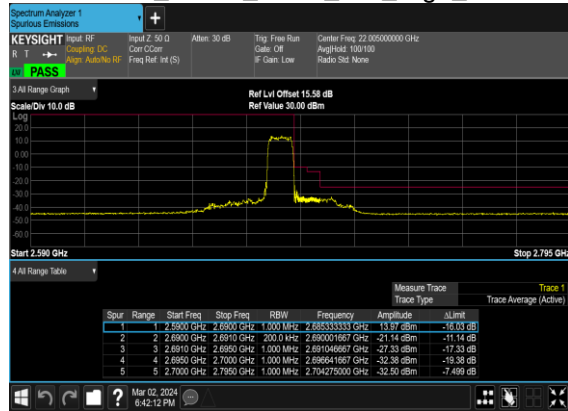 Spectrum Analyzer 1
Spurious Emissions
+
KEYSIGHT
Input: RF
Input Z: 50 Ω
Atten: 30 dB
Trig: Free Run
Center Freq: 22.005000000 GHz
R T
Coupling: DC
Corr CCorr
Gate: Off
Avg|Hold: 100/100
Align: Auto/No RF
Freq Ref: Int (S)
IF Gain: Low
Radio Std: None
PASS
3 All Range Graph
Ref Lvl Offset 15.58 dB
Scale/Div 10.0 dB
Ref Value 30.00 dBm
Log
20.0
10.0
0.00
-10.0
-20.0
-30.0
-40.0
-50.0
-60.0
Start 2.590 GHz
Stop 2.795 GHz
4 All Range Table
Measure Trace
Trace 1
Trace Type
Trace Average (Active)
Spur Range Start Freq Stop Freq RBW Frequency Amplitude ΔLimit
1 1 2.5900 GHz 2.6900 GHz 1.000 MHz 2.685333333 GHz 13.97 dBm -16.03 dB
2 2 2.6900 GHz 2.6910 GHz 200.0 kHz 2.690001667 GHz -21.14 dBm -11.14 dB
3 3 2.6910 GHz 2.6950 GHz 1.000 MHz 2.691046667 GHz -27.33 dBm -17.33 dB
4 4 2.6950 GHz 2.7000 GHz 1.000 MHz 2.696641667 GHz -32.38 dBm -19.38 dB
5 5 2.7000 GHz 2.7950 GHz 1.000 MHz 2.704275000 GHz -32.50 dBm -7.499 dB
?
Mar 02, 2024
6:42:12 PM